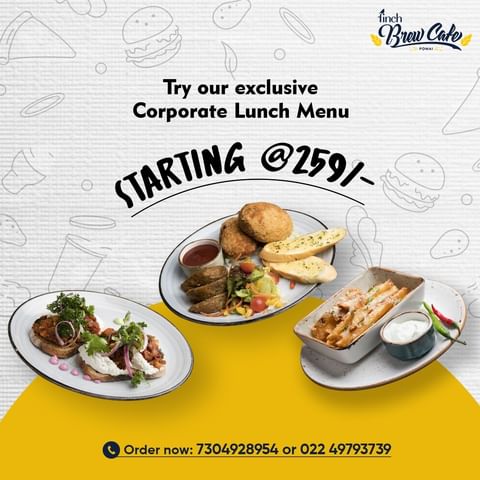 finch
Brew Cafe
POWAI
Try our exclusive
Corporate Lunch Menu
STARTING @259/-
Order now: 7304928954 or 022 49793739